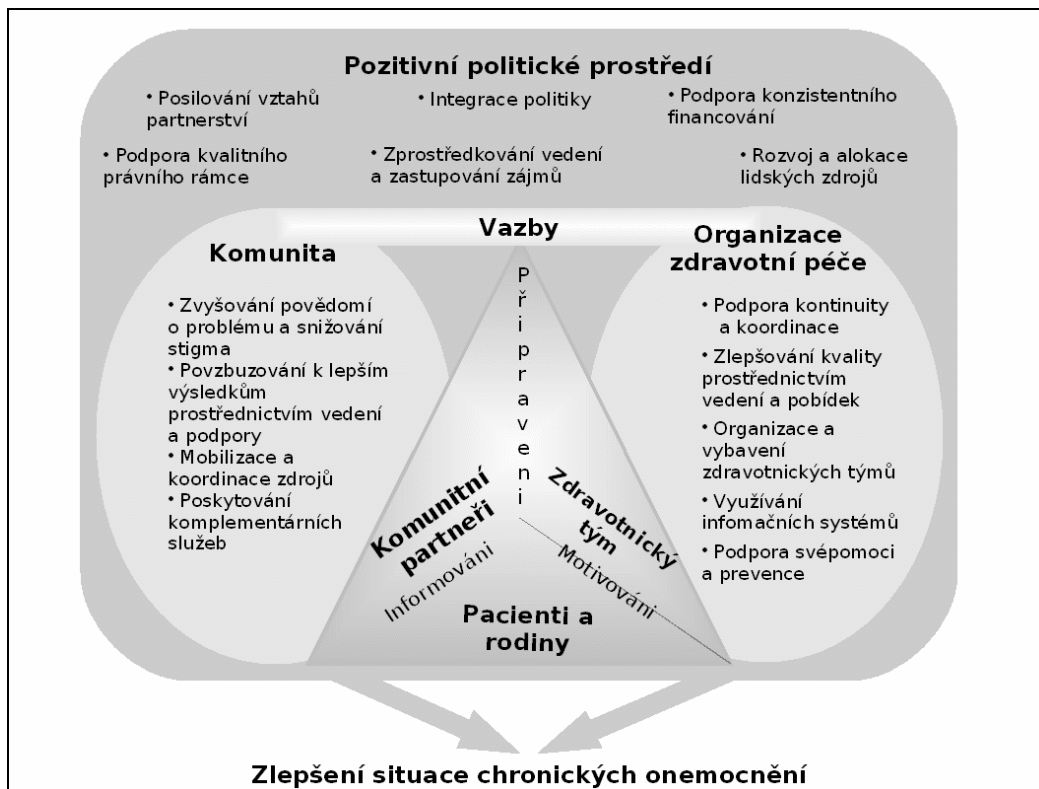 Pozitivní politické prostředí
• Posilování vztahů
partnerství
• Integrace politiky
• Podpora konzistentního
financování
• Podpora kvalitního
právního rámce
• Zprostředkování vedení
a zastupování zájmů
• Rozvoj a alokace
lidských zdrojů
Vazby
Komunita
• Zvyšování povědomí
o problému a snižování
stigma
• Povzbuzování k lepším
výsledkům
prostřednictvím vedení
a podpory
• Mobilizace a
koordinace zdrojů
• Poskytování
komplementárních
služeb
Připraveni
Komunitní
partneři
Informováni
Zdravotnický
tým
Motivováni
Pacienti a
rodiny
Organizace
zdravotní péče
• Podpora kontinuity
a koordinace
• Zlepšování kvality
prostřednictvím
vedení a pobídek
• Organizace a
vybavení
zdravotnických týmů
• Využívání
infomačních systémů
• Podpora svépomoci
a prevence
Zlepšení situace chronických onemocnění